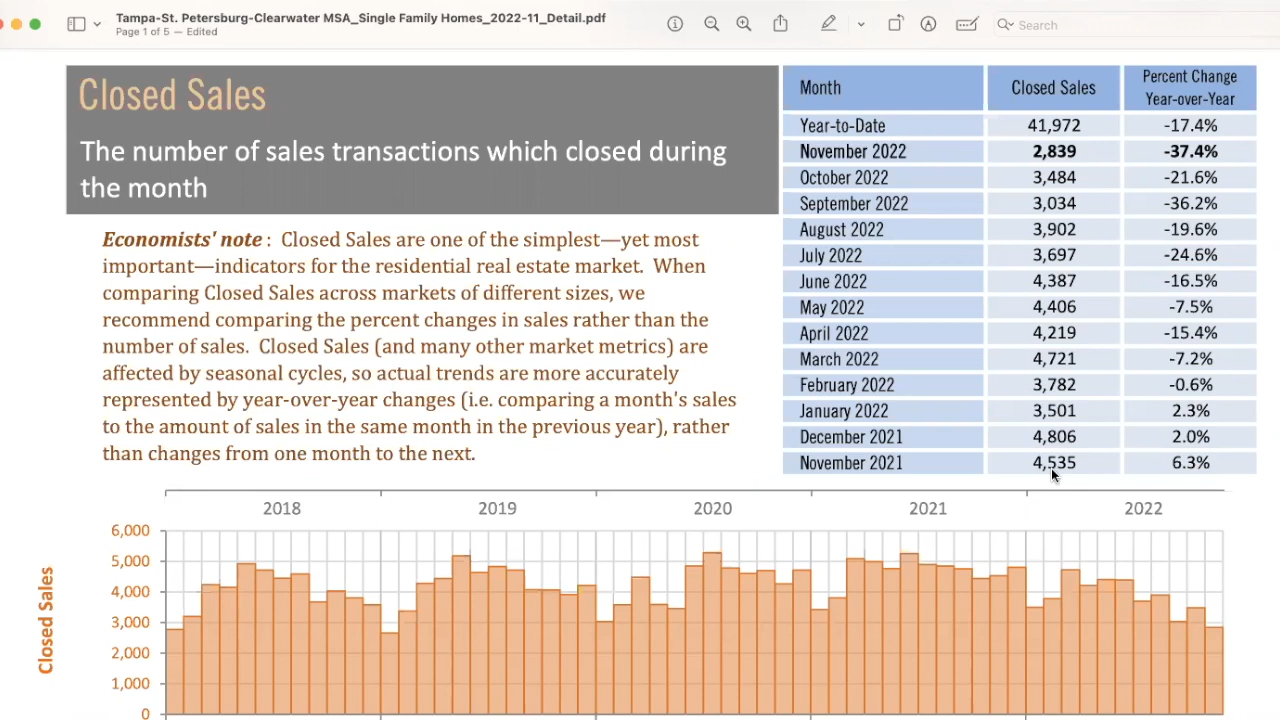 Tampa-St. Petersburg-Clearwater MSA_Single Family Homes_2022-11_Detail.pdf
Page 1 of 5 — Edited
Search
Closed Sales
The number of sales transactions which closed during
the month
Economists' note : Closed Sales are one of the simplest—yet most
important—indicators for the residential real estate market. When
comparing Closed Sales across markets of different sizes, we
recommend comparing the percent changes in sales rather than the
number of sales. Closed Sales (and many other market metrics) are
affected by seasonal cycles, so actual trends are more accurately
represented by year-over-year changes (i.e. comparing a month's sales
to the amount of sales in the same month in the previous year), rather
than changes from one month to the next.
Month Closed Sales Percent Change
Year-over-Year
Year-to-Date 41,972 -17.4%
November 2022 2,839 -37.4%
October 2022 3,484 -21.6%
September 2022 3,034 -36.2%
August 2022 3,902 -19.6%
July 2022 3,697 -24.6%
June 2022 4,387 -16.5%
May 2022 4,406 -7.5%
April 2022 4,219 -15.4%
March 2022 4,721 -7.2%
February 2022 3,782 -0.6%
January 2022 3,501 2.3%
December 2021 4,806 2.0%
November 2021 4,535 6.3%
2018 2019 2020 2021 2022
Closed Sales
6,000
5,000
4,000
3,000
2,000
1,000
0